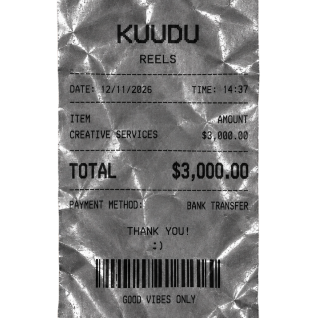 KUUDU
REELS
DATE: 12/11/2026 TIME: 14:37
ITEM AMOUNT
CREATIVE SERVICES $3,000.00
TOTAL $3,000.00
PAYMENT METHOD: BANK TRANSFER
THANK YOU!
:)
GOOD VIBES ONLY